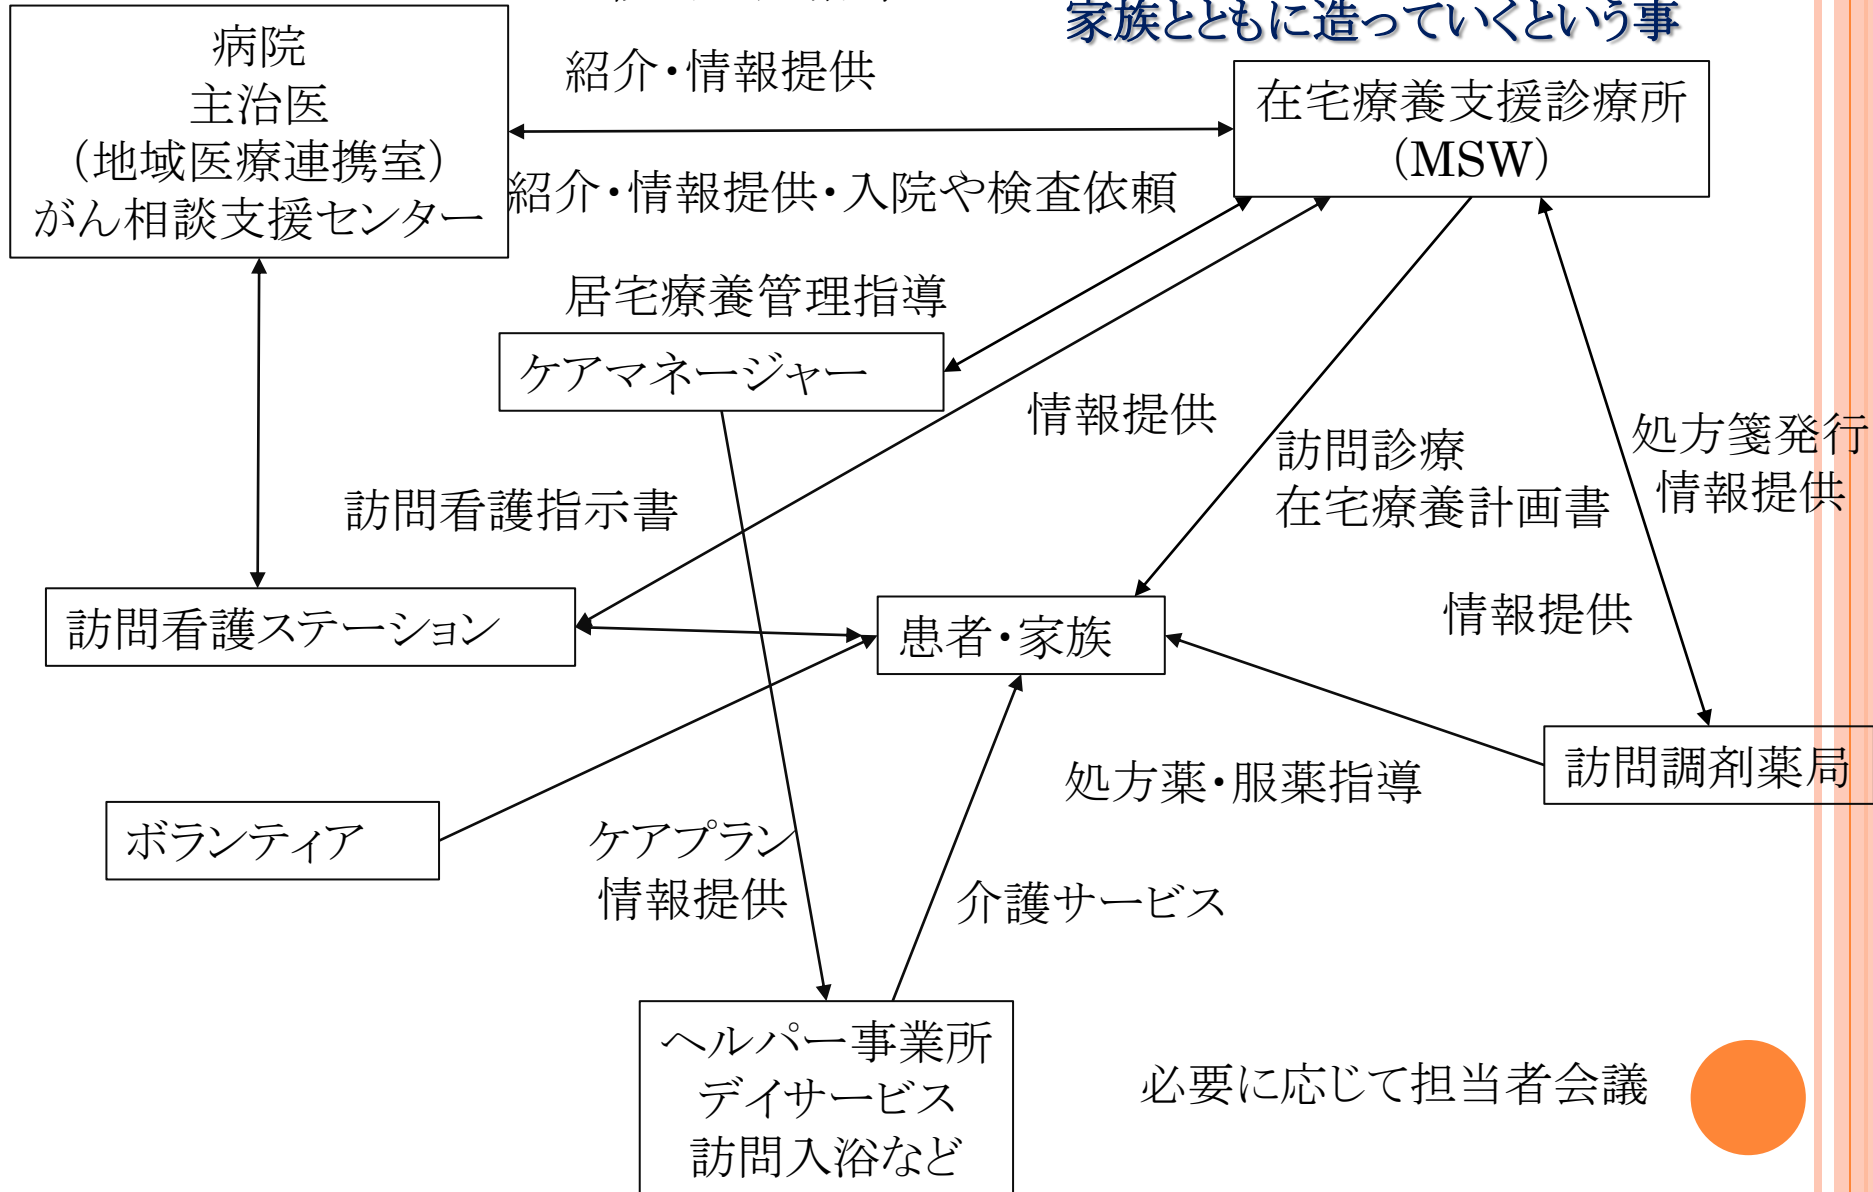 家族とともに造っていくという事
病院
主治医
（地域医療連携室）
がん相談支援センター
紹介・情報提供
在宅療養支援診療所
（MSW）
紹介・情報提供・入院や検査依頼
居宅療養管理指導
ケアマネージャー
情報提供
訪問診療
在宅療養計画書
処方箋発行
情報提供
訪問看護指示書
訪問看護ステーション
患者・家族
情報提供
訪問調剤薬局
処方薬・服薬指導
ボランティア
ケアプラン
情報提供
介護サービス
ヘルパー事業所
デイサービス
訪問入浴など
必要に応じて担当者会議